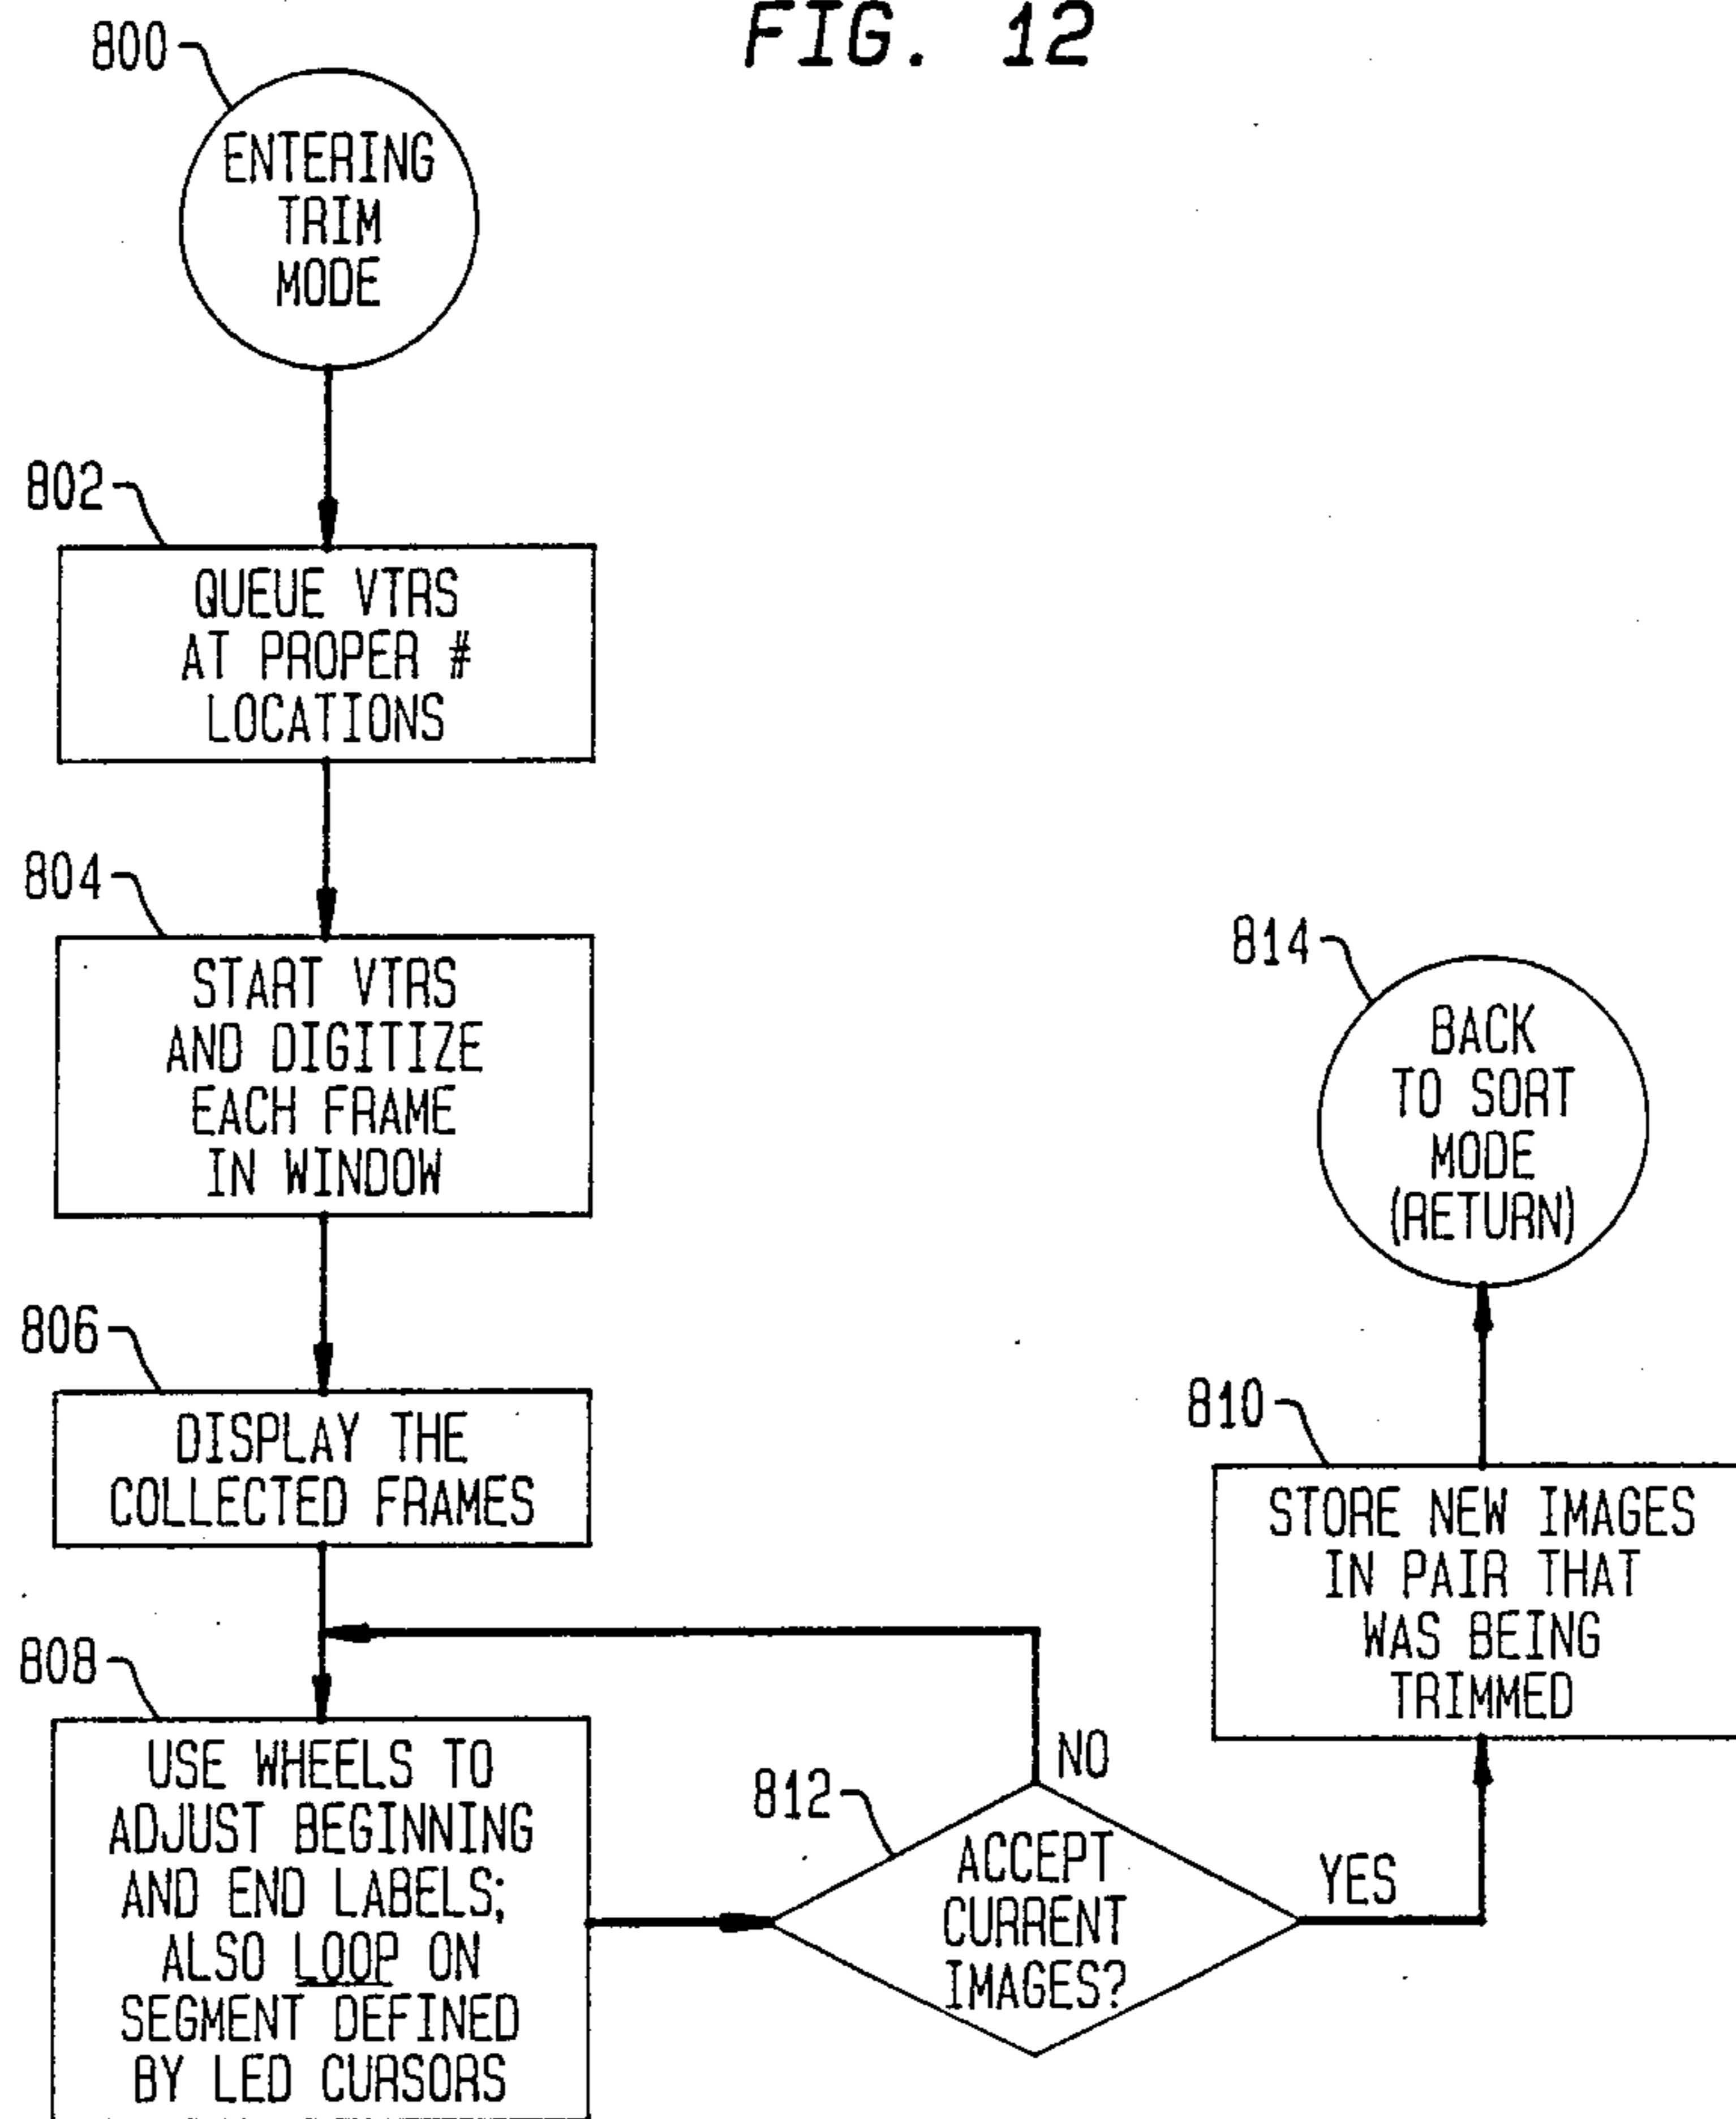 FIG. 12
800
ENTERING
TRIM
MODE
802
QUEUE VTRS
AT PROPER #
LOCATIONS
804
START VTRS
AND DIGITIZE
EACH FRAME
IN WINDOW
806
DISPLAY THE
COLLECTED FRAMES
808
USE WHEELS TO
ADJUST BEGINNING
AND END LABELS;
ALSO LOOP ON
SEGMENT DEFINED
BY LED CURSORS
812
ACCEPT
CURRENT
IMAGES?
NO
YES
810
STORE NEW IMAGES
IN PAIR THAT
WAS BEING
TRIMMED
814
BACK
TO SORT
MODE
(RETURN)